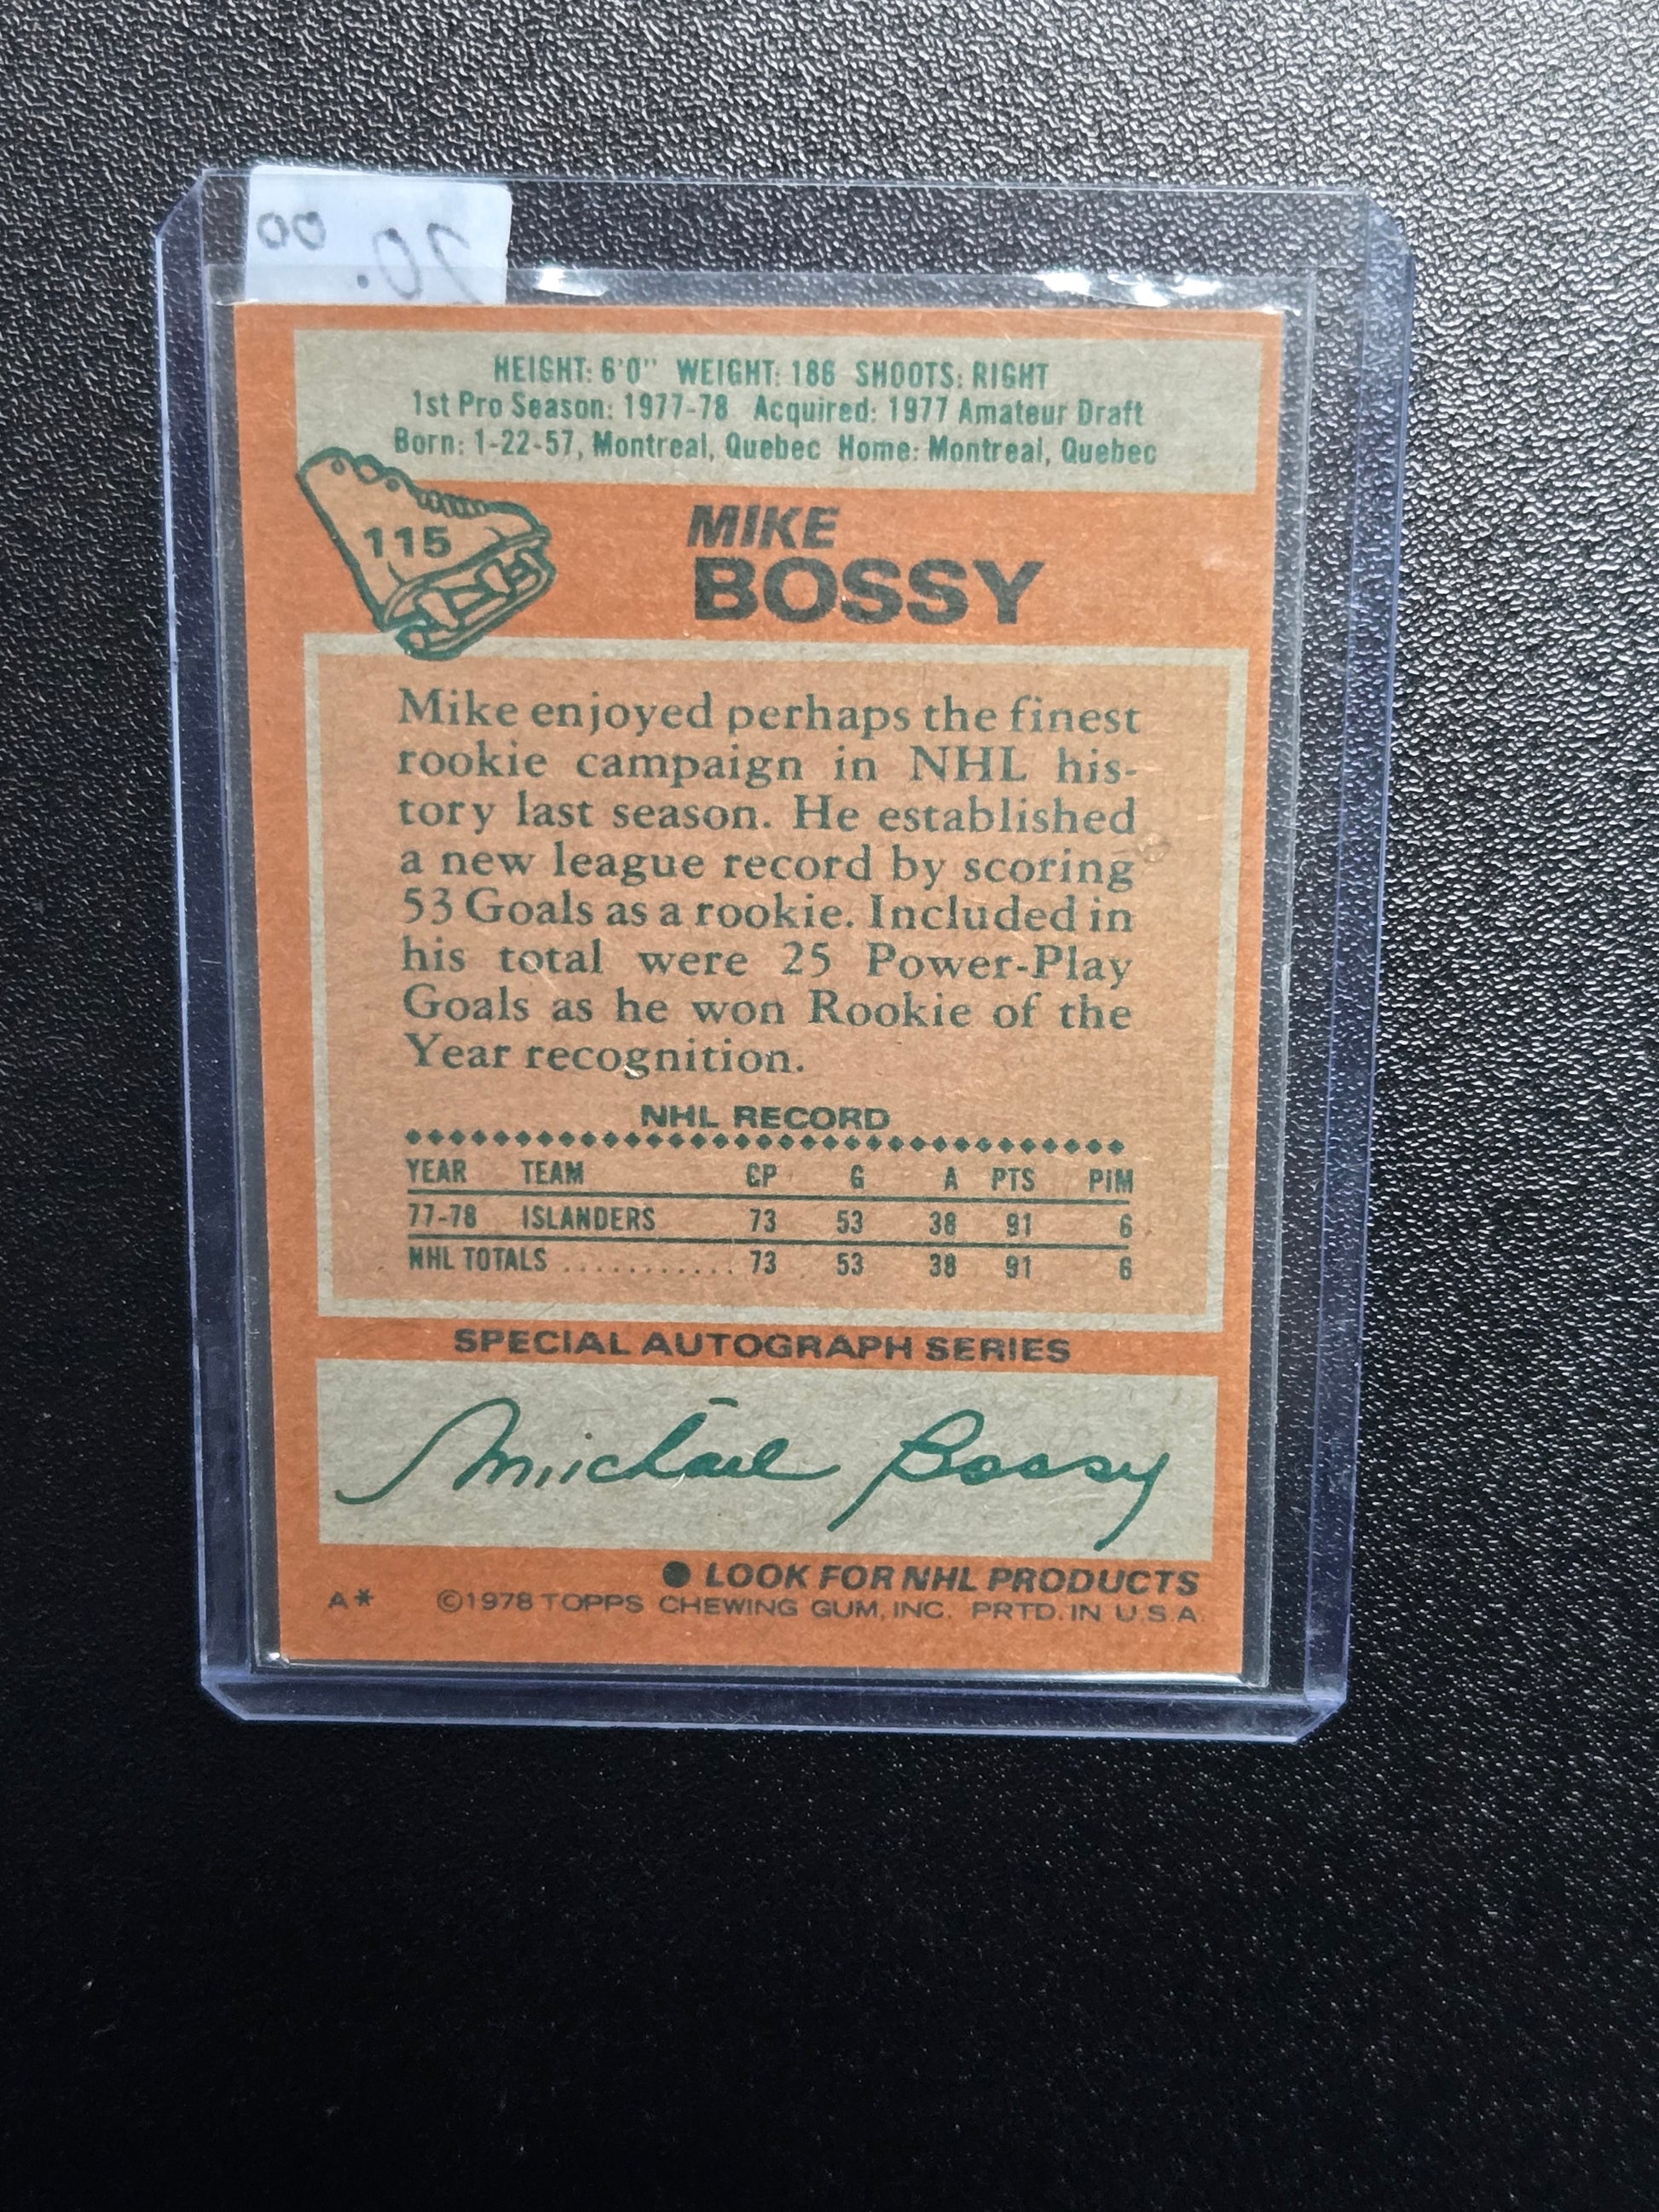 20.00
HEIGHT: 6'0" WEIGHT: 186 SHOOTS: RIGHT
1st Pro Season: 1977-78 Acquired: 1977 Amateur Draft
Born: 1-22-57, Montreal, Quebec Home: Montreal, Quebec
115
MIKE
BOSSY
Mike enjoyed perhaps the finest
rookie campaign in NHL his-
tory last season. He established
a new league record by scoring
53 Goals as a rookie. Included in
his total were 25 Power-Play
Goals as he won Rookie of the
Year recognition.
NHL RECORD
YEAR TEAM GP G A PTS PIM
77-78 ISLANDERS 73 53 38 91 6
NHL TOTALS ........... 73 53 38 91 6
SPECIAL AUTOGRAPH SERIES
Michael Bossy
● LOOK FOR NHL PRODUCTS
A* ©1978 TOPPS CHEWING GUM, INC. PRTD. IN U.S.A.